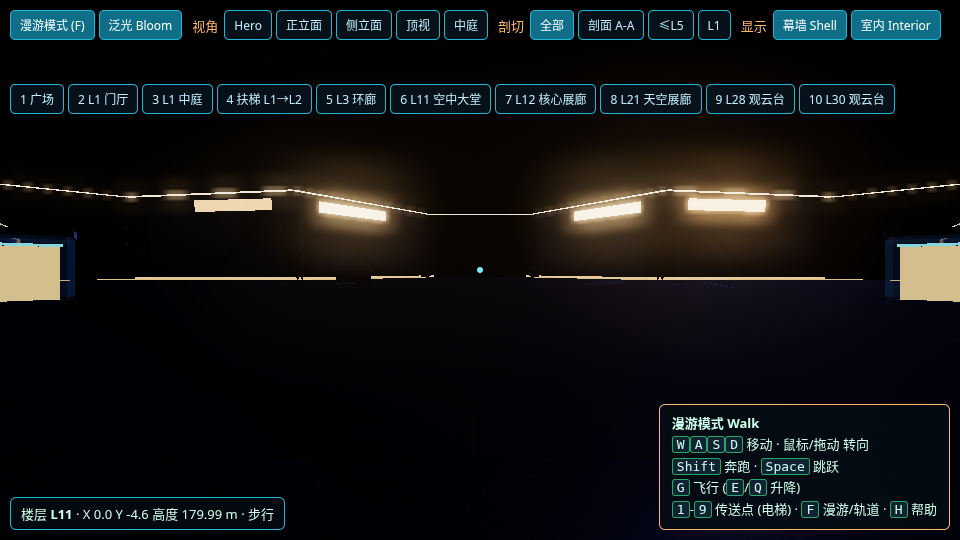 漫游模式 (F) 泛光 Bloom 视角 Hero 正立面 侧立面 顶视 中庭 剖切 全部 剖面 A-A ≤L5 L1 显示 幕墙 Shell 室内 Interior
1 广场 2 L1 门厅 3 L1 中庭 4 扶梯 L1→L2 5 L3 环廊 6 L11 空中大堂 7 L12 核心展廊 8 L21 天空展廊 9 L28 观云台 10 L30 观云台
漫游模式 Walk
W A S D 移动 · 鼠标/拖动 转向
Shift 奔跑 · Space 跳跃
G 飞行 (E/Q 升降)
1-9 传送点 (电梯) · F 漫游/轨道 · H 帮助
楼层 L11 · X 0.0 Y -4.6 高度 179.99 m · 步行